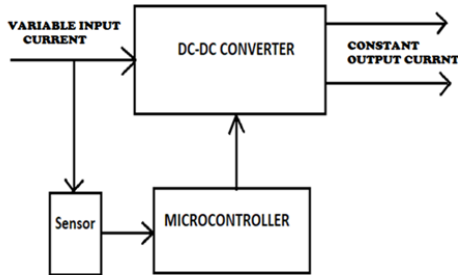 VARIABLE INPUT
CURRENT
DC-DC CONVERTER
CONSTANT
OUTPUT CURRNT
Sensor
MICROCONTROLLER